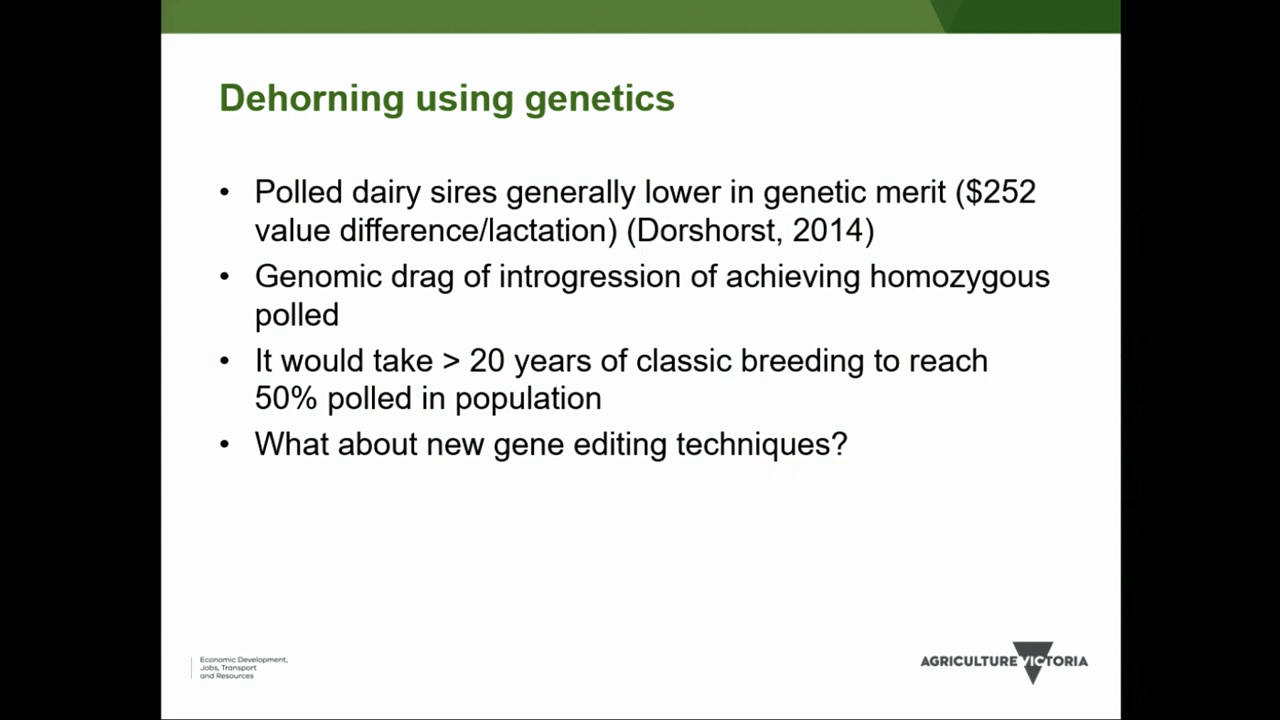 Dehorning using genetics
• Polled dairy sires generally lower in genetic merit ($252
value difference/lactation) (Dorshorst, 2014)
• Genomic drag of introgression of achieving homozygous
polled
• It would take > 20 years of classic breeding to reach
50% polled in population
• What about new gene editing techniques?
Economic Development,
Jobs, Transport
and Resources
AGRICULTURE VICTORIA